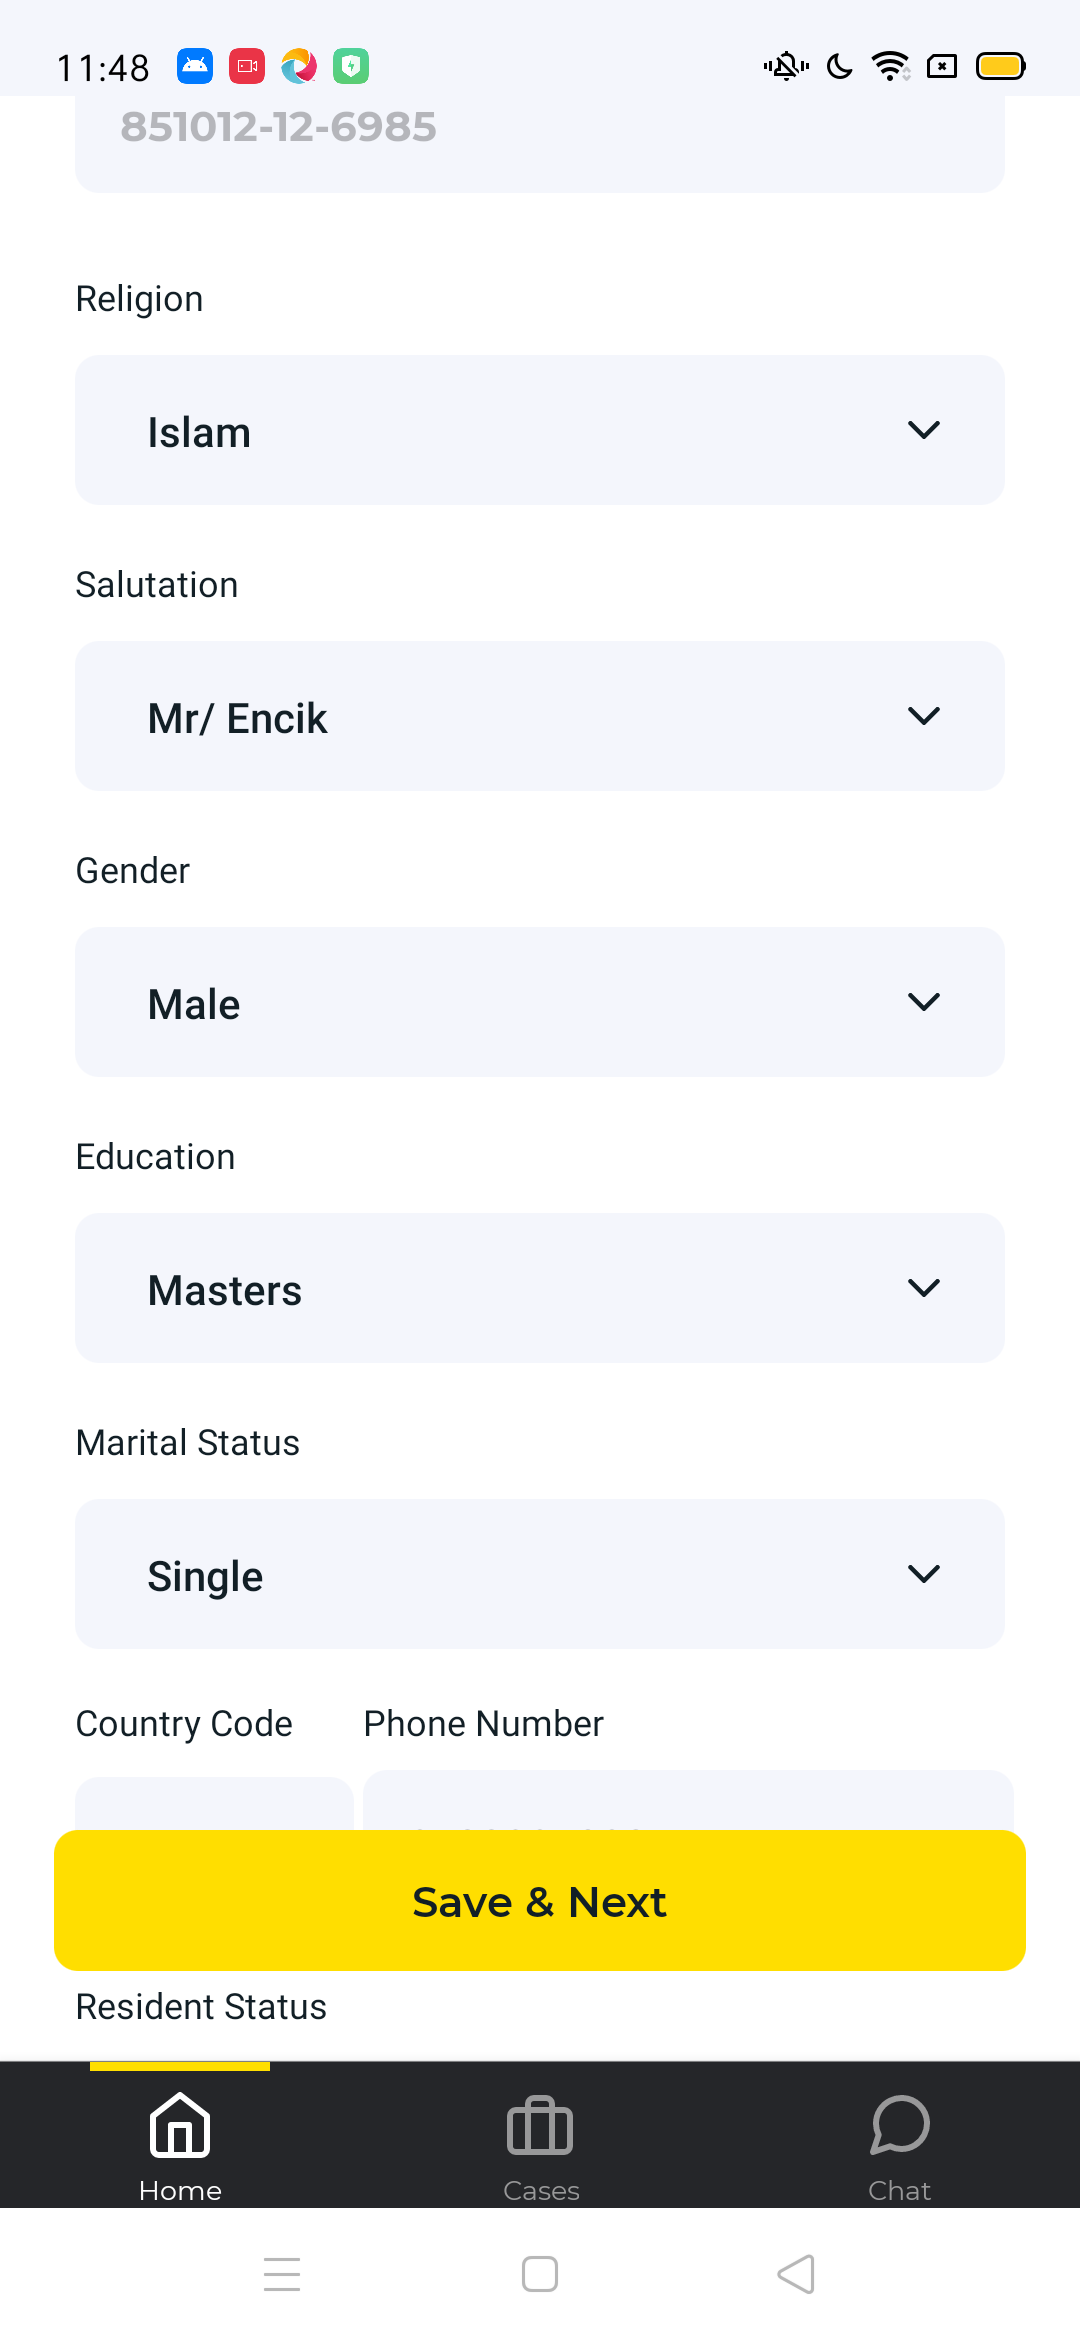 11:48
851012-12-6985
Religion
Islam
Salutation
Mr/ Encik
Gender
Male
Education
Masters
Marital Status
Single
Country Code Phone Number
Save & Next
Resident Status
Home Cases Chat